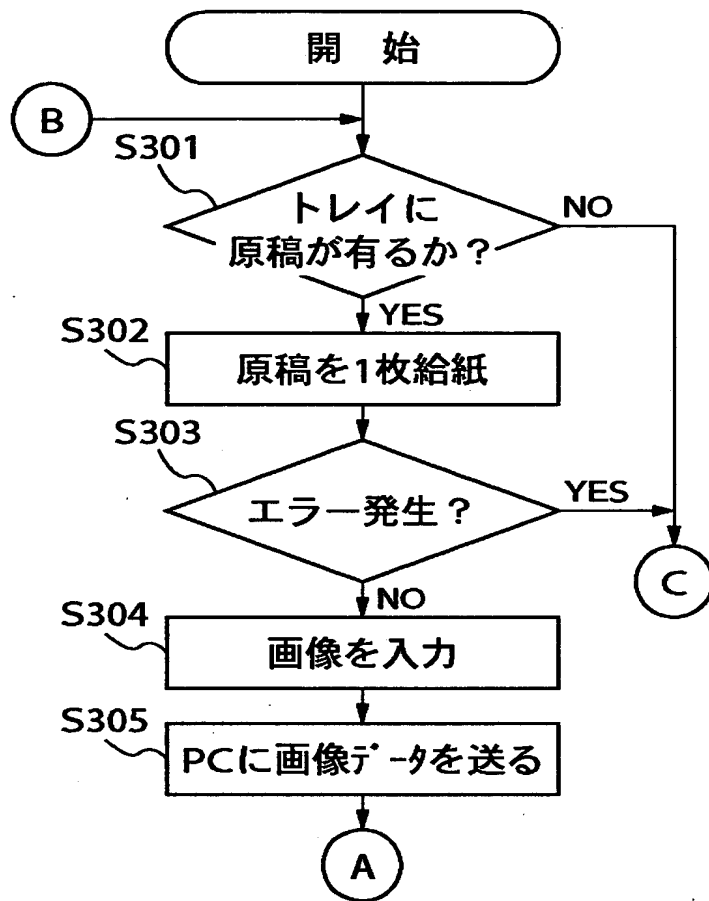 開 始
B
S301
トレイに
原稿が有るか？
NO
YES
S302
原稿を1枚給紙
S303
エラー発生？
YES
C
NO
S304
画像を入力
S305
PCに画像ﾃﾞｰﾀを送る
A